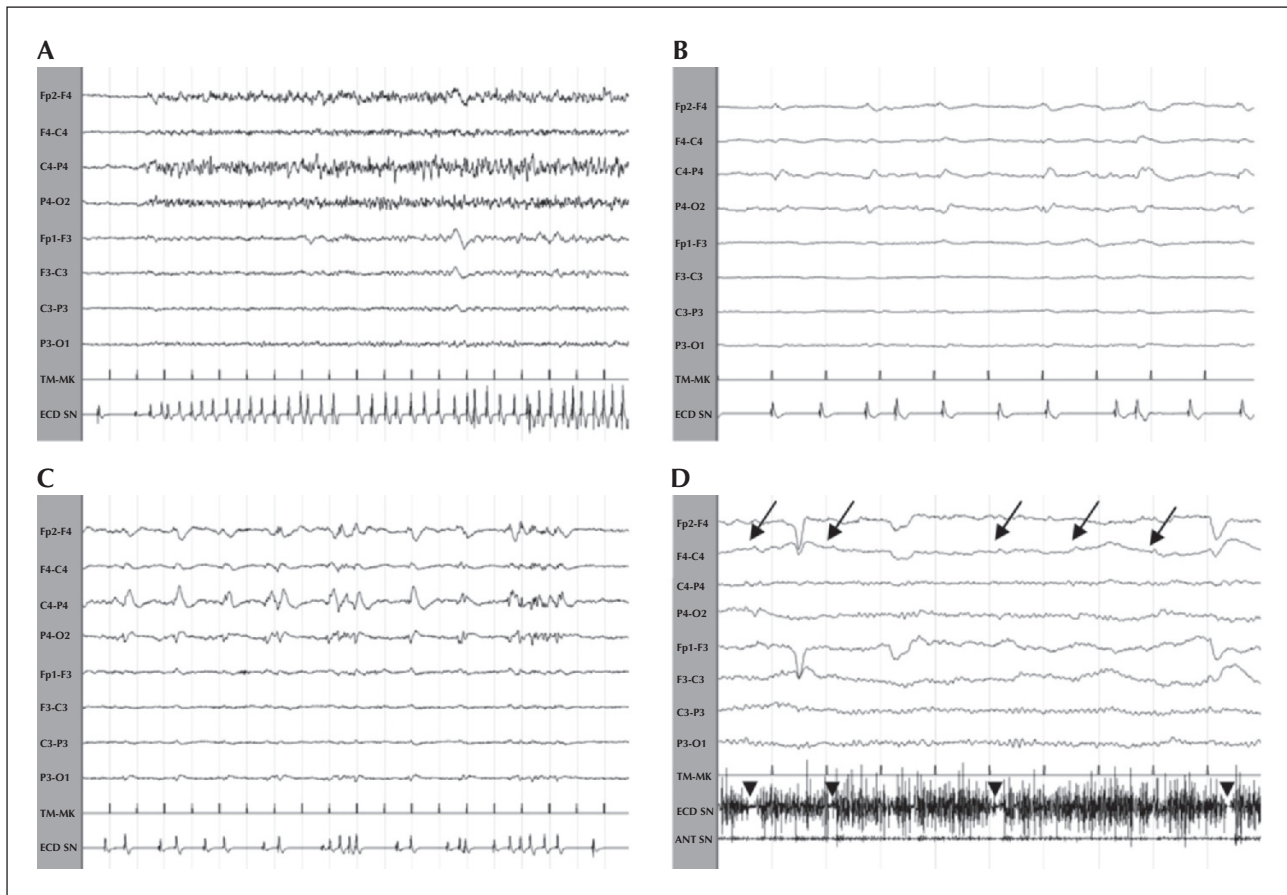 A
Fp2-F4
F4-C4
C4-P4
P4-O2
Fp1-F3
F3-C3
C3-P3
P3-O1
TM-MK
ECD SN
B
Fp2-F4
F4-C4
C4-P4
P4-O2
Fp1-F3
F3-C3
C3-P3
P3-O1
TM-MK
ECD SN
C
Fp2-F4
F4-C4
C4-P4
P4-O2
Fp1-F3
F3-C3
C3-P3
P3-O1
TM-MK
ECD SN
D
Fp2-F4
F4-C4
C4-P4
P4-O2
Fp1-F3
F3-C3
C3-P3
P3-O1
TM-MK
ECD SN
ANT SN